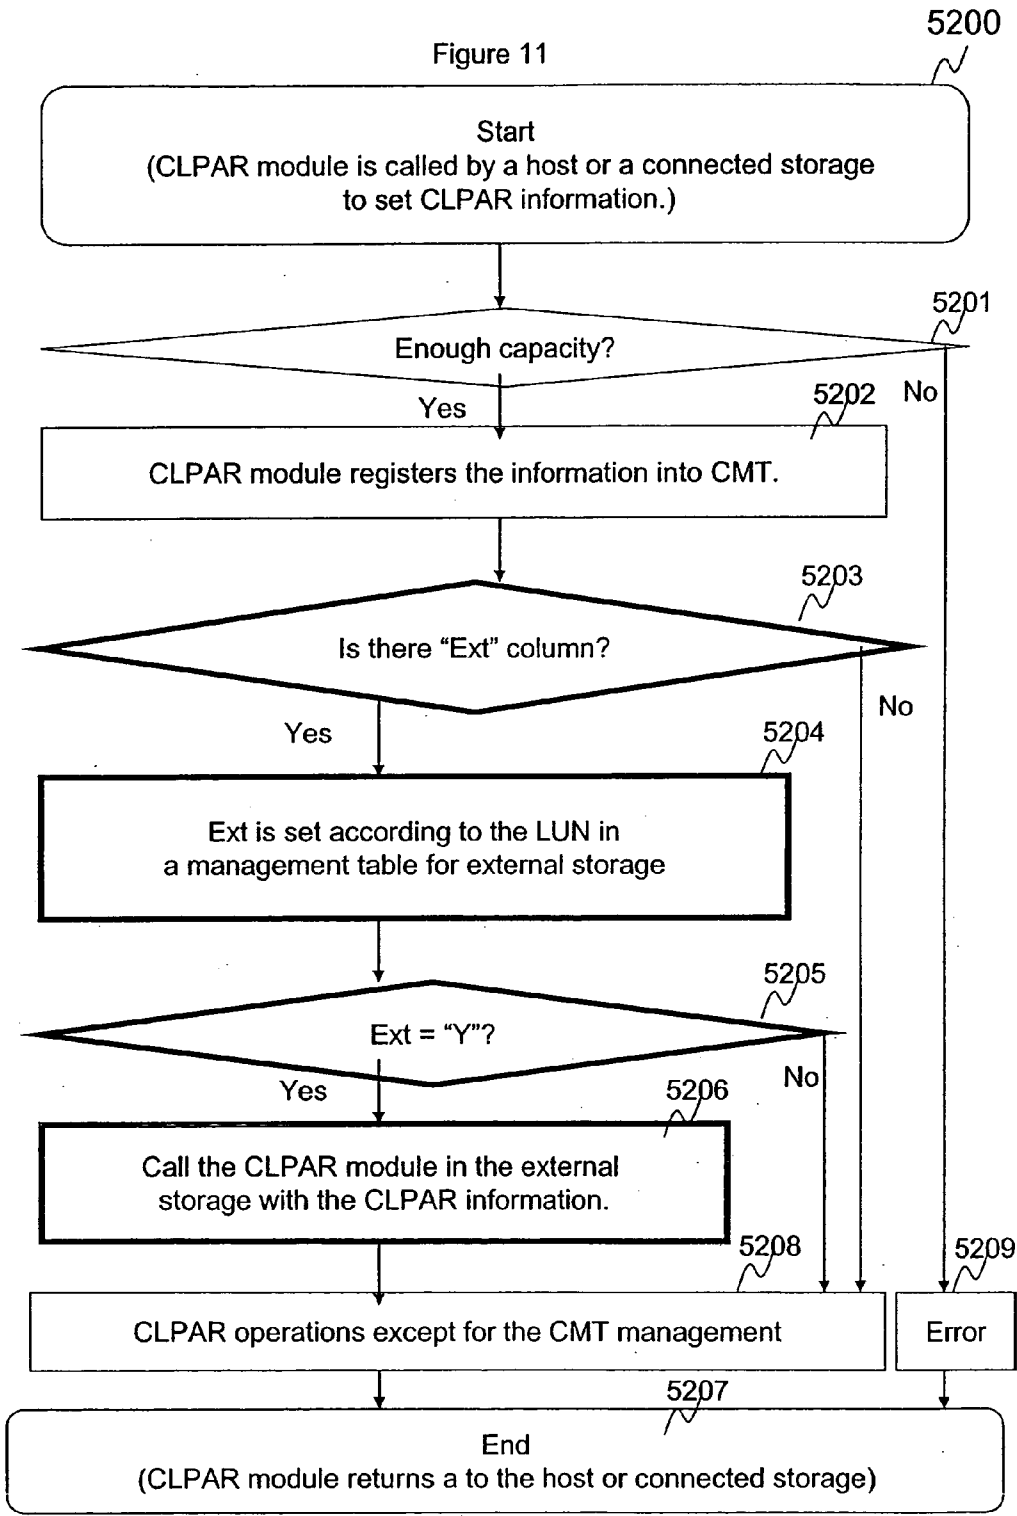 5200
Figure 11
Start
(CLPAR module is called by a host or a connected storage
to set CLPAR information.)
5201
Enough capacity?
No
Yes
5202
CLPAR module registers the information into CMT.
5203
Is there “Ext” column?
No
Yes
5204
Ext is set according to the LUN in
a management table for external storage
5205
Ext = “Y”?
No
Yes
5206
Call the CLPAR module in the external
storage with the CLPAR information.
5208
5209
CLPAR operations except for the CMT management
Error
5207
End
(CLPAR module returns a to the host or connected storage)